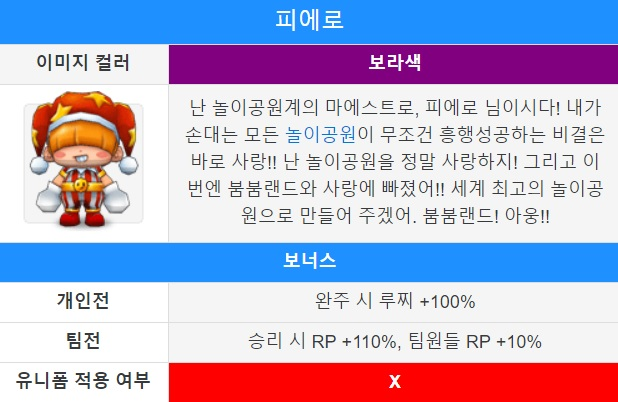 피에로
이미지 컬러 보라색
난 놀이공원계의 마에스트로, 피에로 님이시다! 내가
손대는 모든 놀이공원이 무조건 흥행성공하는 비결은
바로 사랑!! 난 놀이공원을 정말 사랑하지! 그리고 이
번엔 붐붐랜드와 사랑에 빠졌어!! 세계 최고의 놀이공
원으로 만들어 주겠어. 붐붐랜드! 아웅!!
보너스
개인전 완주 시 루찌 +100%
팀전 승리 시 RP +110%, 팀원들 RP +10%
유니폼 적용 여부 X